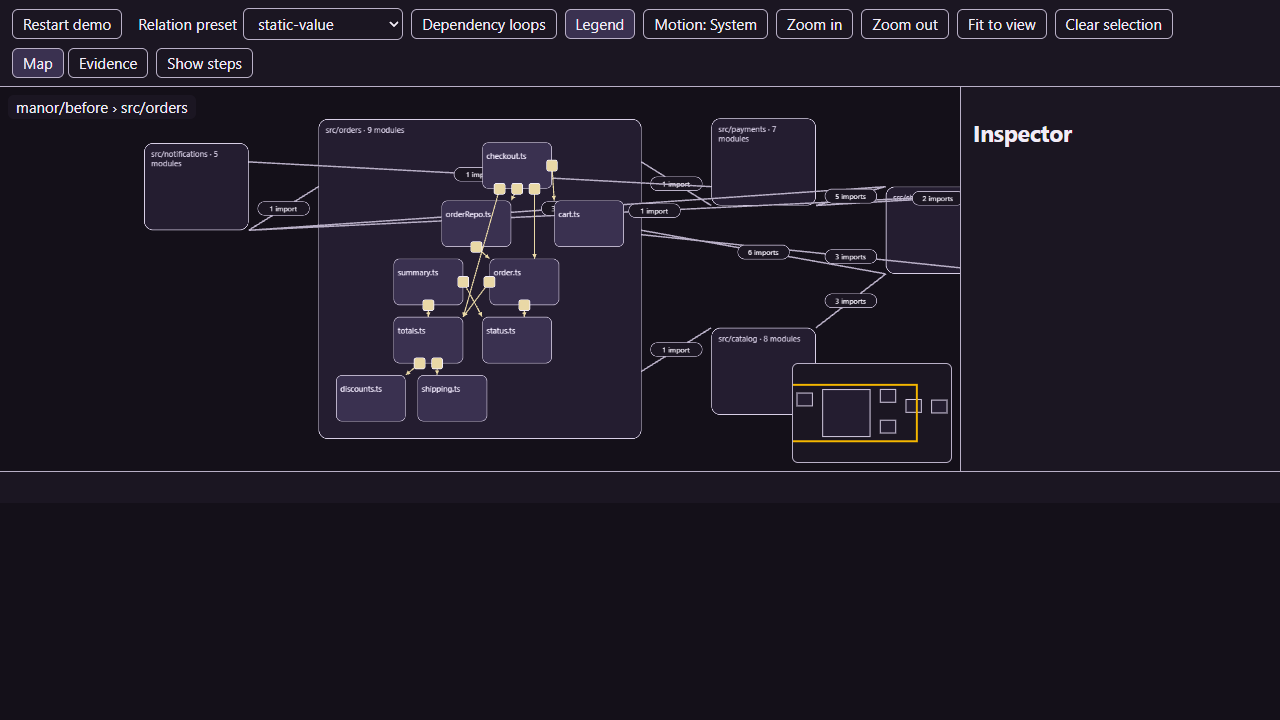 Restart demo
Relation preset
static-value
Dependency loops
Legend
Motion: System
Zoom in
Zoom out
Fit to view
Clear selection
Map
Evidence
Show steps
manor/before › src/orders
Inspector
src/notifications · 5
modules
src/orders · 9 modules
src/payments · 7
modules
checkout.ts
orderRepo.ts
cart.ts
summary.ts
order.ts
totals.ts
status.ts
discounts.ts
shipping.ts
src/catalog · 8 modules
1 import
1 import
1 import
5 imports
2 imports
6 imports
3 imports
3 imports
1 import